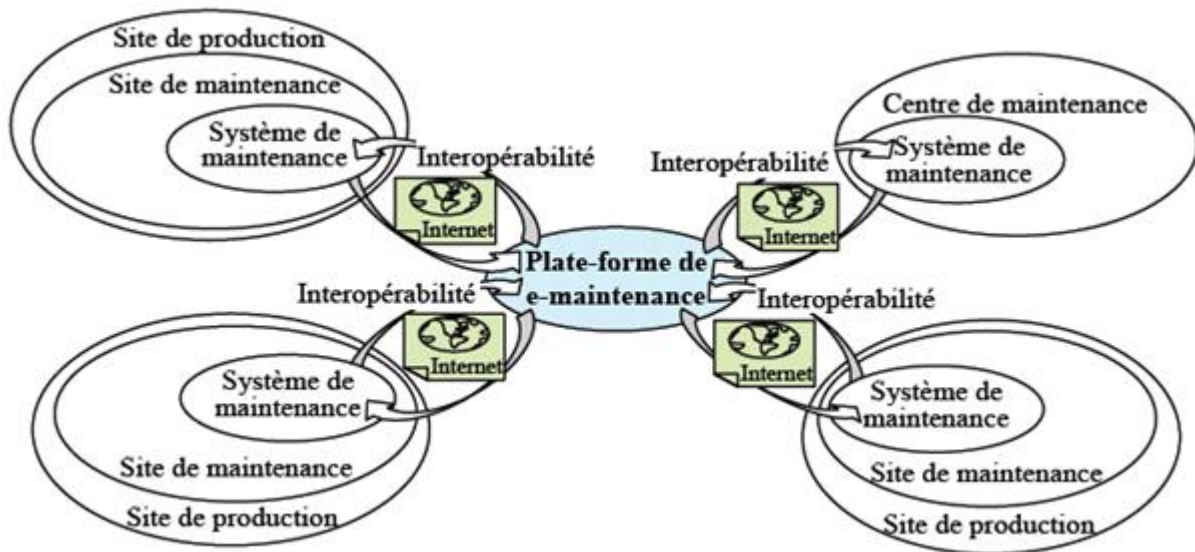 Site de production
Site de maintenance
Système de
maintenance
Interopérabilité
Internet
Centre de maintenance
Système de
maintenance
Interopérabilité
Internet
Plate-forme de
e-maintenance
Interopérabilité
Internet
Système de
maintenance
Site de maintenance
Site de production
Interopérabilité
Internet
Système de
maintenance
Site de maintenance
Site de production